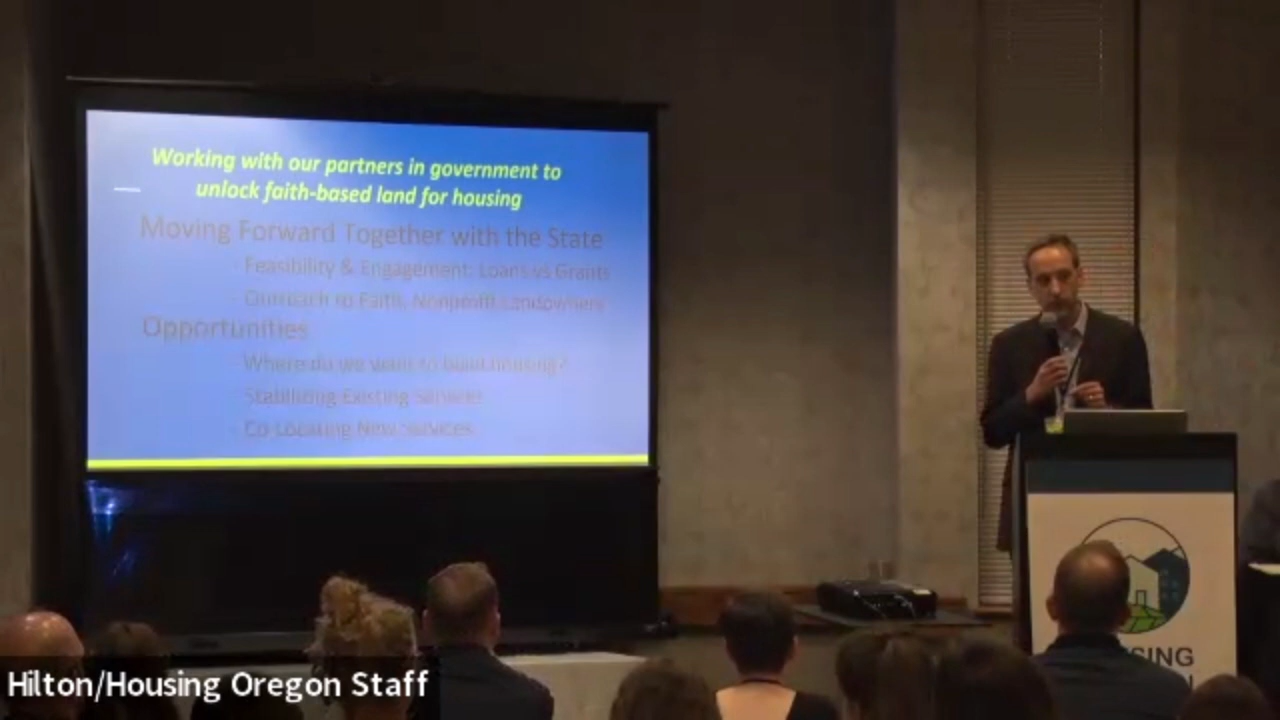 Working with our partners in government to
unlock faith-based land for housing
Moving Forward Together with the State
Feasibility & Engagement: Loans vs Grants
- Outreach to Faith, Nonprofit Landowners
Opportunities
- Where do we want to build housing?
- Stabilizing Existing Services
- Co-Locating New Services
USING
Hilton/Housing Oregon Staff